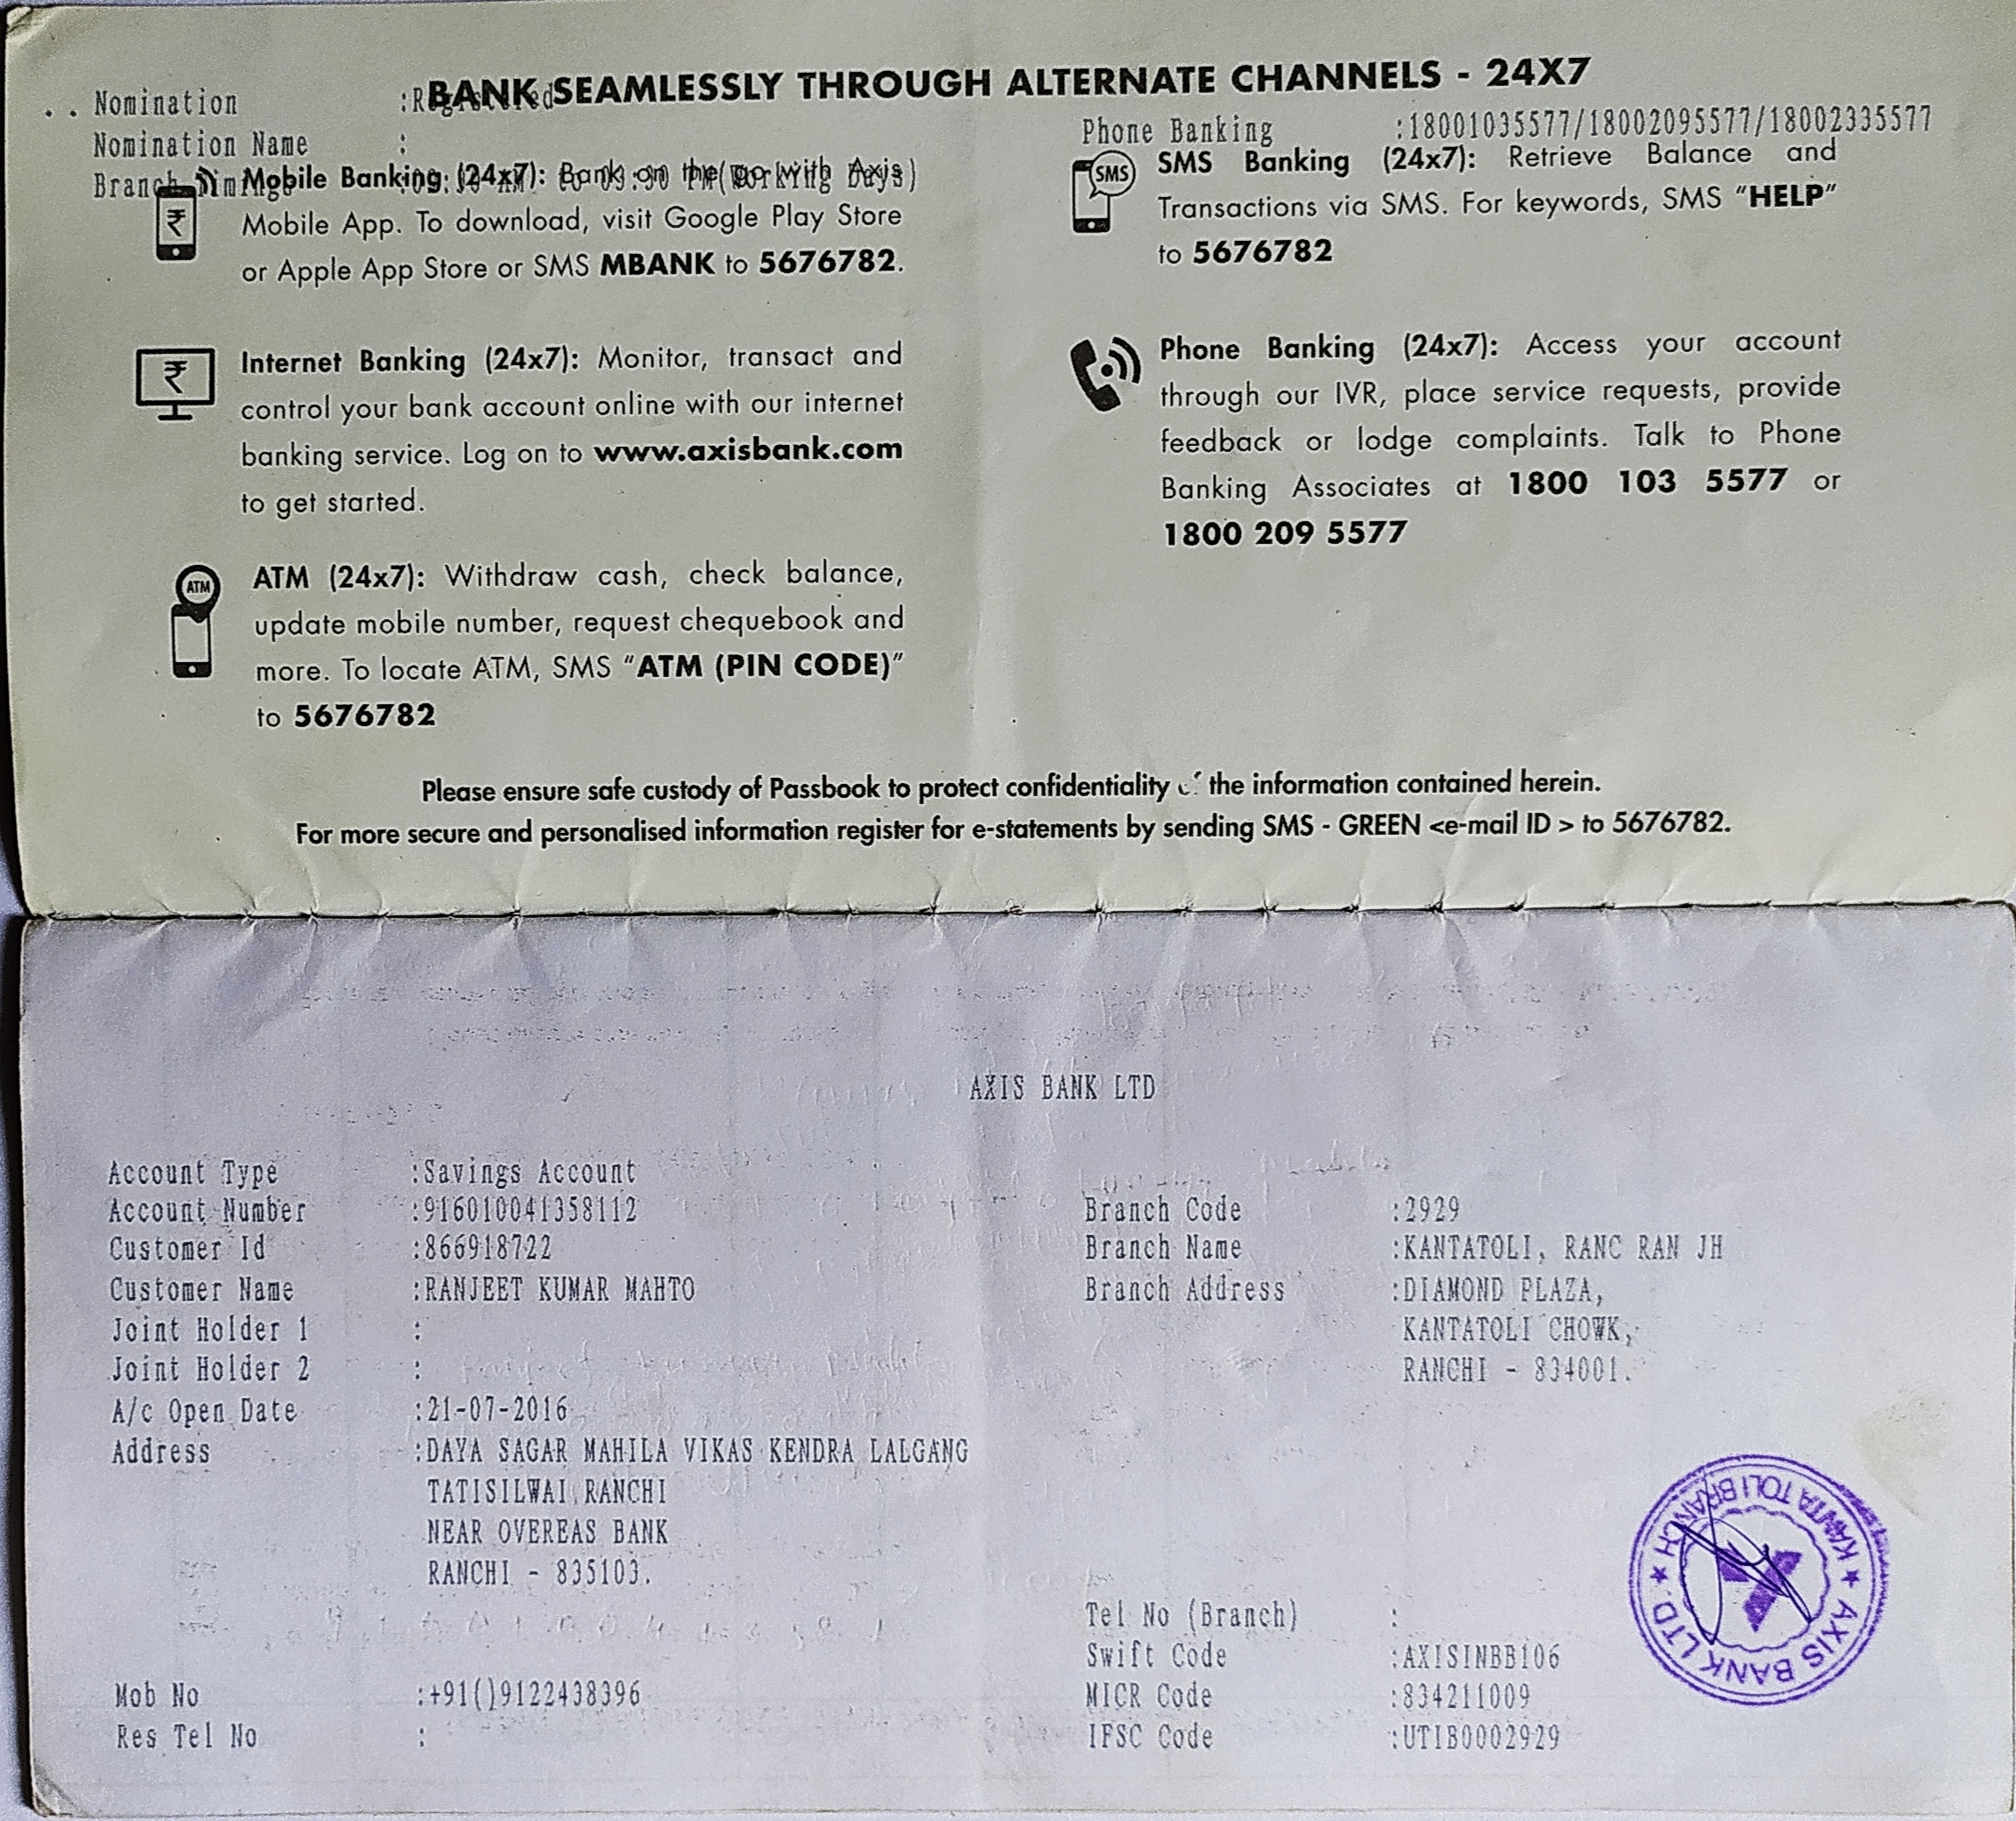 BANK SEAMLESSLY THROUGH ALTERNATE CHANNELS - 24X7
Nomination :Registered
Nomination Name :
Phone Banking :18001035577/18002095577/18002335577
Branch Timings (Working Days)
Mobile Banking (24x7): Bank on the go with Axis
Mobile App. To download, visit Google Play Store
or Apple App Store or SMS MBANK to 5676782.
Internet Banking (24x7): Monitor, transact and
control your bank account online with our internet
banking service. Log on to www.axisbank.com
to get started.
ATM
ATM (24x7): Withdraw cash, check balance,
update mobile number, request chequebook and
more. To locate ATM, SMS "ATM (PIN CODE)"
to 5676782
SMS
SMS Banking (24x7): Retrieve Balance and
Transactions via SMS. For keywords, SMS "HELP"
to 5676782
Phone Banking (24x7): Access your account
through our IVR, place service requests, provide
feedback or lodge complaints. Talk to Phone
Banking Associates at 1800 103 5577 or
1800 209 5577
Please ensure safe custody of Passbook to protect confidentiality of the information contained herein.
For more secure and personalised information register for e-statements by sending SMS - GREEN <e-mail ID > to 5676782.
AXIS BANK LTD
Account Type :Savings Account
Account Number :916010041358112
Customer Id :866918722
Customer Name :RANJEET KUMAR MAHTO
Joint Holder 1 :
Joint Holder 2 :
A/c Open Date :21-07-2016
Address :DAYA SAGAR MAHILA VIKAS KENDRA LALGANG
TATISILWAI RANCHI
NEAR OVEREAS BANK
RANCHI - 835103.
Mob No :+91()9122438396
Res Tel No :
Branch Code :2929
Branch Name :KANTATOLI, RANC RAN JH
Branch Address :DIAMOND PLAZA,
KANTATOLI CHOWK,
RANCHI - 834001.
Tel No (Branch) :
Swift Code :AXISINBB106
MICR Code :834211009
IFSC Code :UTIB0002929
AXIS BANK LTD ★ KANTA TOLI BRANCH ★